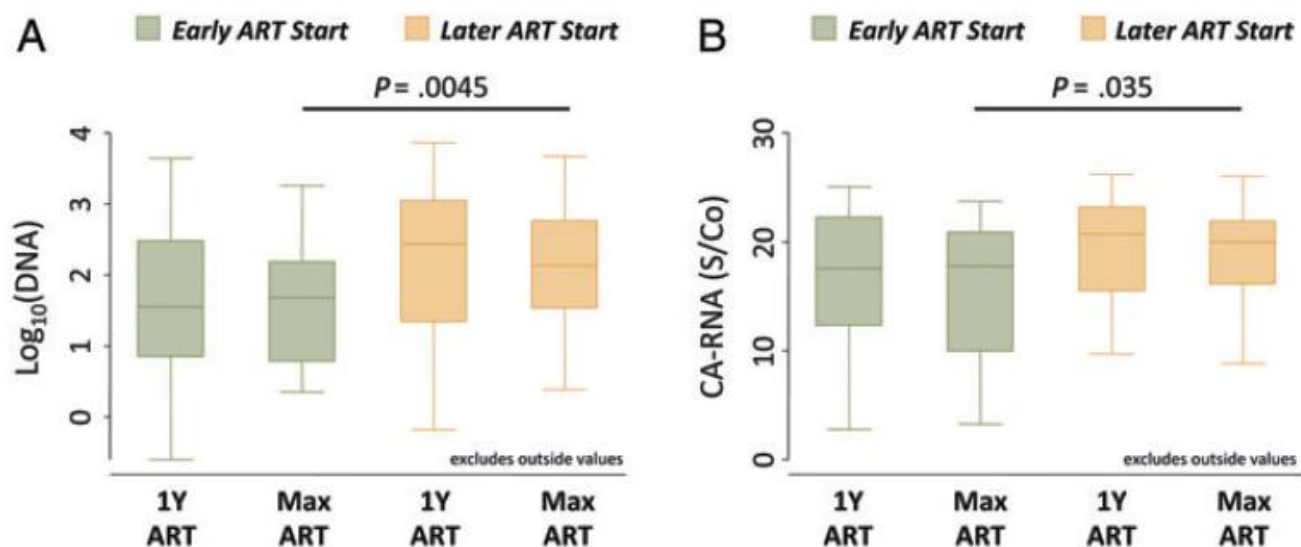 A
Early ART Start
Later ART Start
P = .0045
Log10(DNA)
4
3
2
1
0
excludes outside values
1Y ART
Max ART
1Y ART
Max ART
B
Early ART Start
Later ART Start
P = .035
CA-RNA (S/Co)
30
20
10
0
excludes outside values
1Y ART
Max ART
1Y ART
Max ART